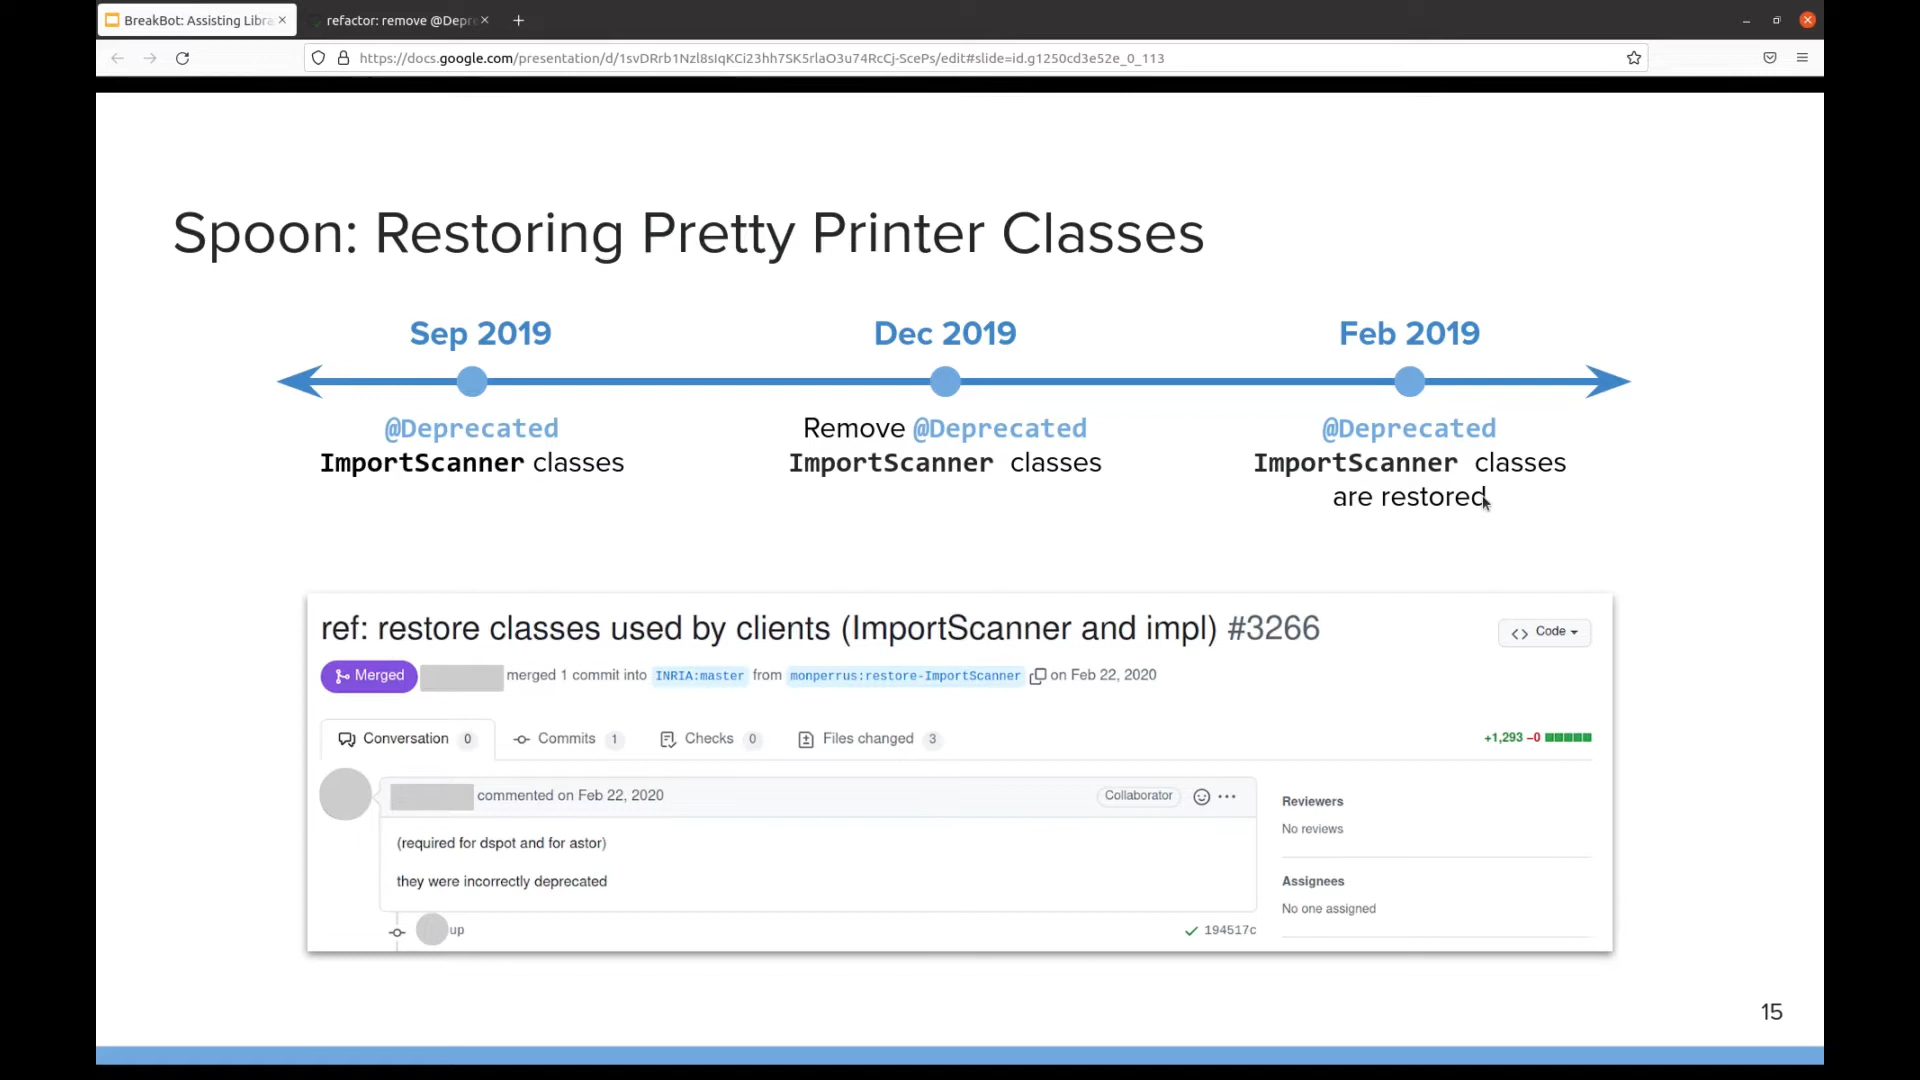 BreakBot: Assisting Libra
refactor: remove @Depre
https://docs.google.com/presentation/d/1svDRrb1Nzl8sIqKCi23hh7SK5rlaO3u74RcCj-ScePs/edit#slide=id.g1250cd3e52e_0_113
Spoon: Restoring Pretty Printer Classes
Sep 2019
Dec 2019
Feb 2019
@Deprecated
ImportScanner classes
Remove @Deprecated
ImportScanner classes
@Deprecated
ImportScanner classes
are restored
ref: restore classes used by clients (ImportScanner and impl) #3266
<> Code
Merged
merged 1 commit into INRIA:master from monperrus:restore-ImportScanner on Feb 22, 2020
Conversation 0
Commits 1
Checks 0
Files changed 3
+1,293 −0
commented on Feb 22, 2020
Collaborator
(required for dspot and for astor)
they were incorrectly deprecated
up
194517c
Reviewers
No reviews
Assignees
No one assigned
15